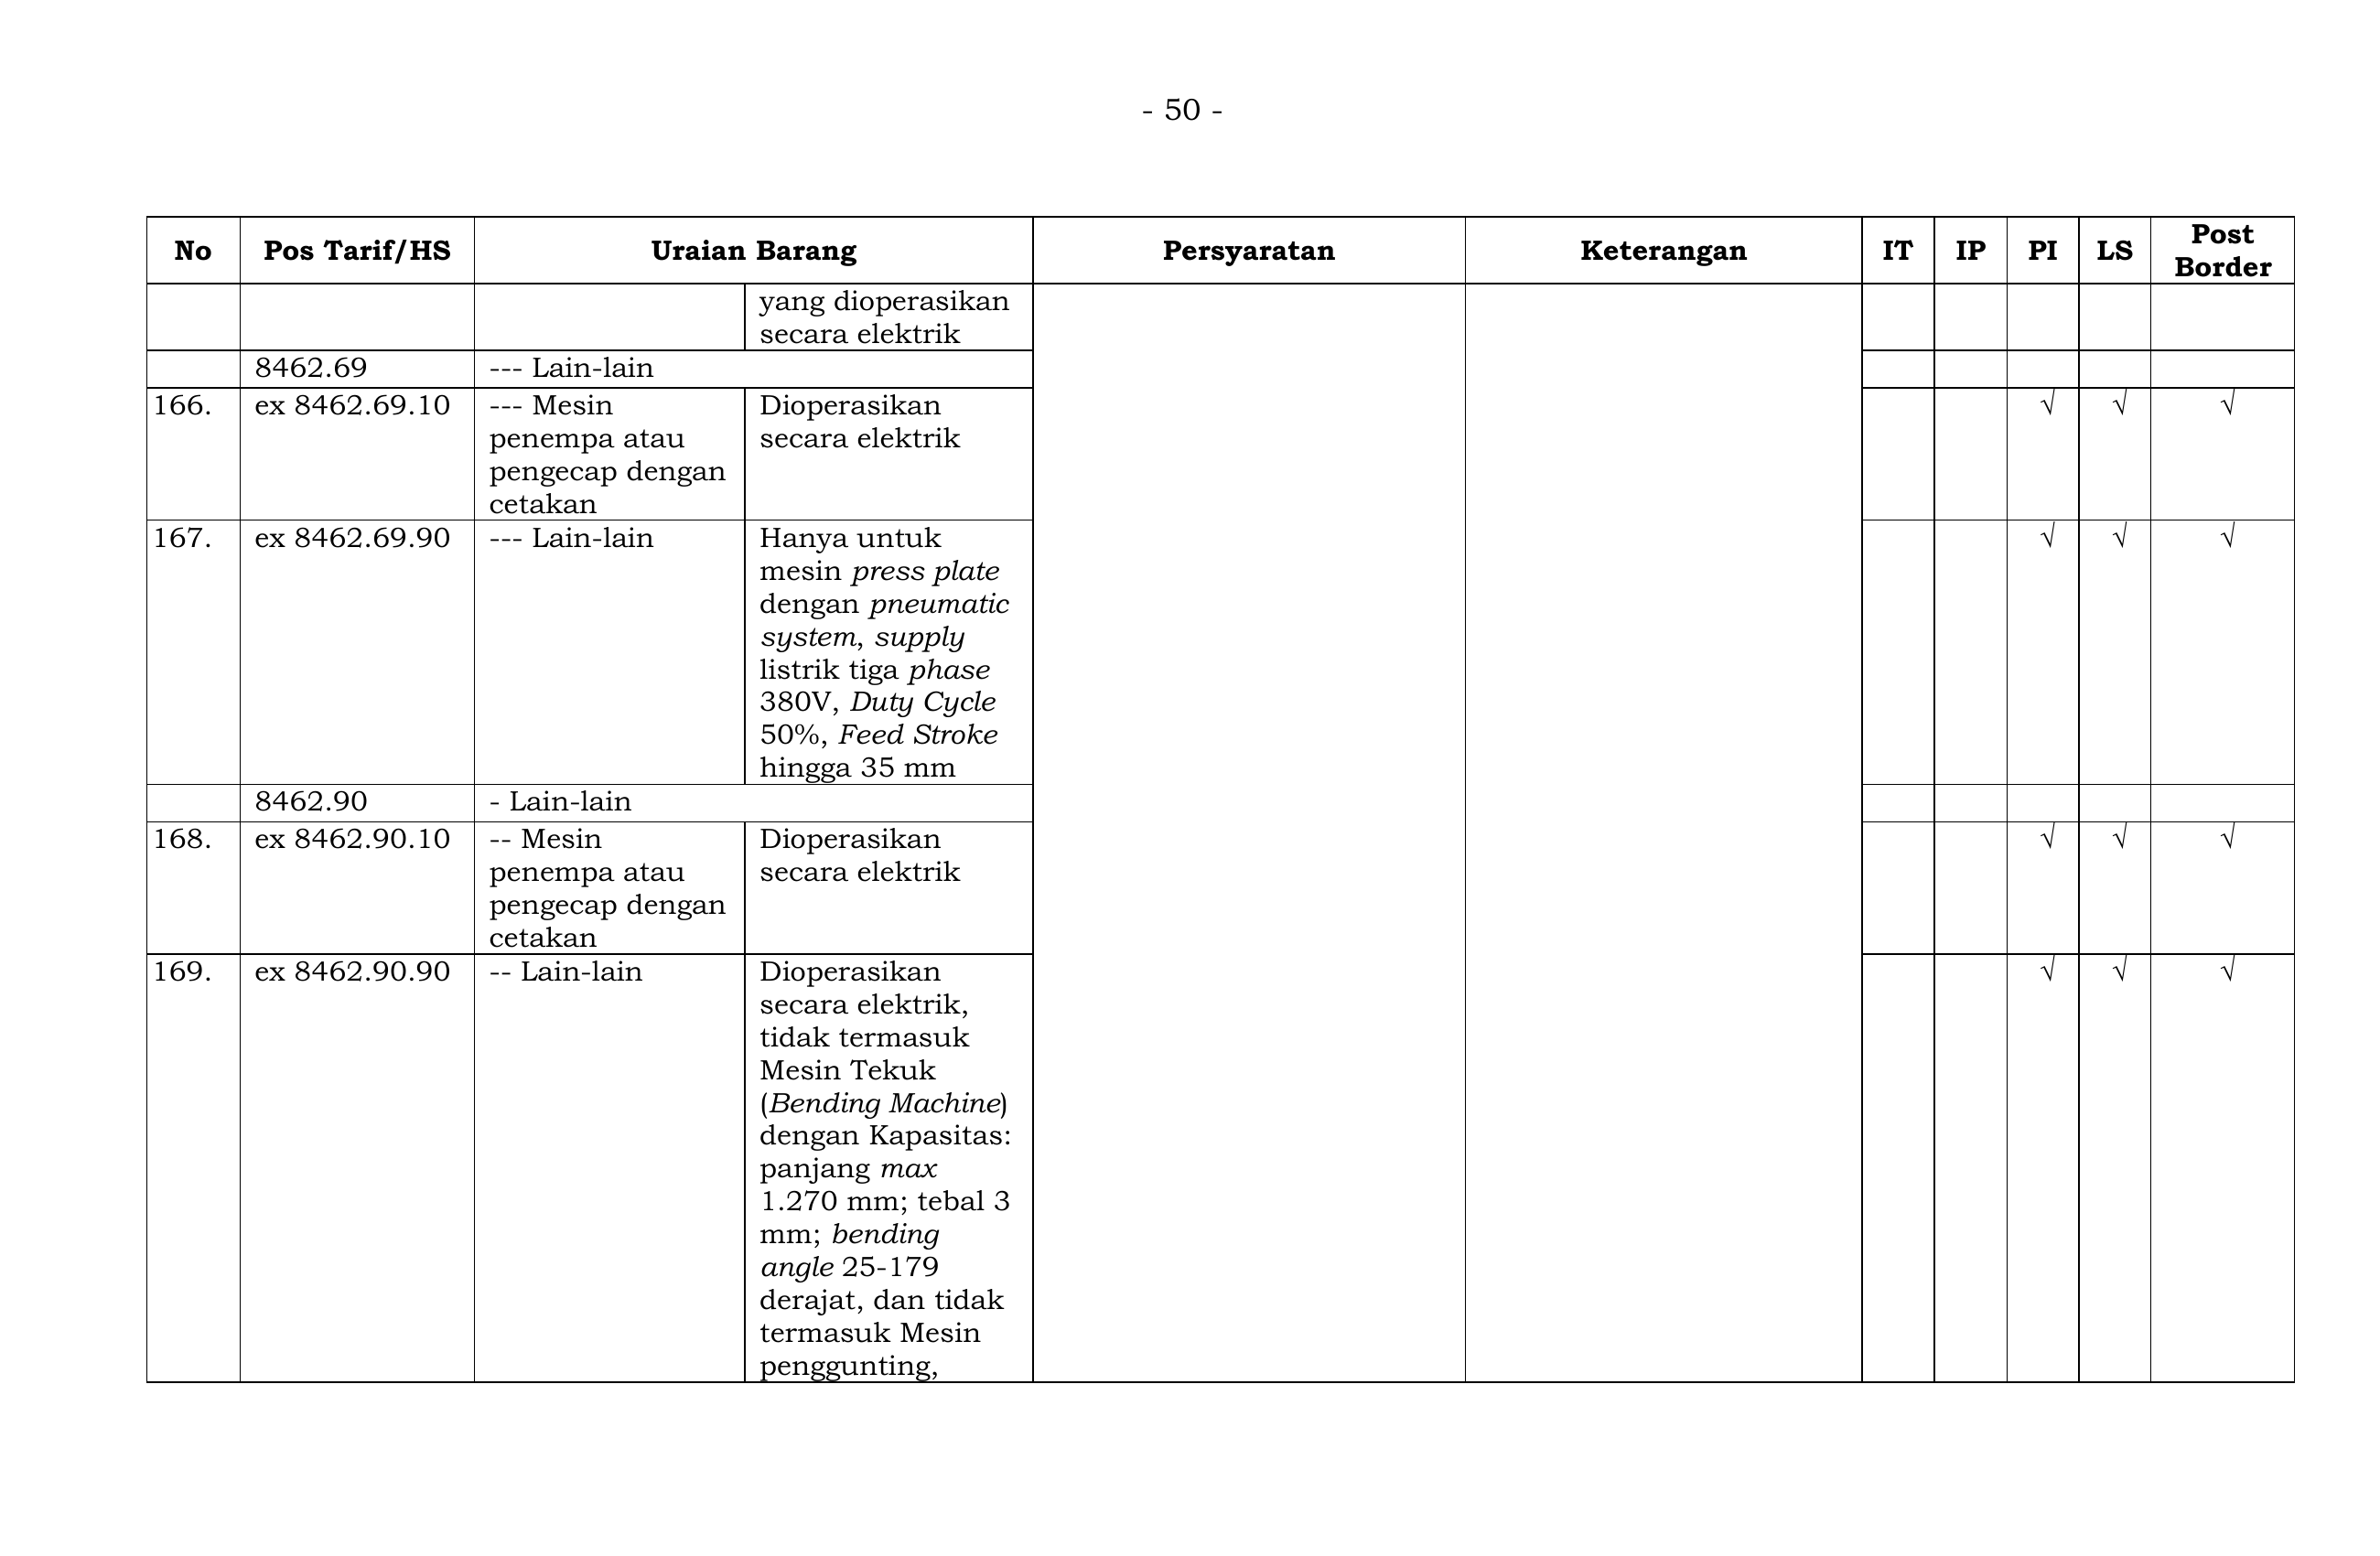 - 50 -
No Pos Tarif/HS Uraian Barang Persyaratan Keterangan IT IP PI LS Post Border
yang dioperasikan
secara elektrik
8462.69 --- Lain-lain
166. ex 8462.69.10 --- Mesin
penempa atau
pengecap dengan
cetakan
Dioperasikan
secara elektrik
√ √ √
167. ex 8462.69.90 --- Lain-lain
Hanya untuk
mesin press plate
dengan pneumatic
system, supply
listrik tiga phase
380V, Duty Cycle
50%, Feed Stroke
hingga 35 mm
√ √ √
8462.90 - Lain-lain
168. ex 8462.90.10 -- Mesin
penempa atau
pengecap dengan
cetakan
Dioperasikan
secara elektrik
√ √ √
169. ex 8462.90.90 -- Lain-lain
Dioperasikan
secara elektrik,
tidak termasuk
Mesin Tekuk
(Bending Machine)
dengan Kapasitas:
panjang max
1.270 mm; tebal 3
mm; bending
angle 25-179
derajat, dan tidak
termasuk Mesin
penggunting,
√ √ √